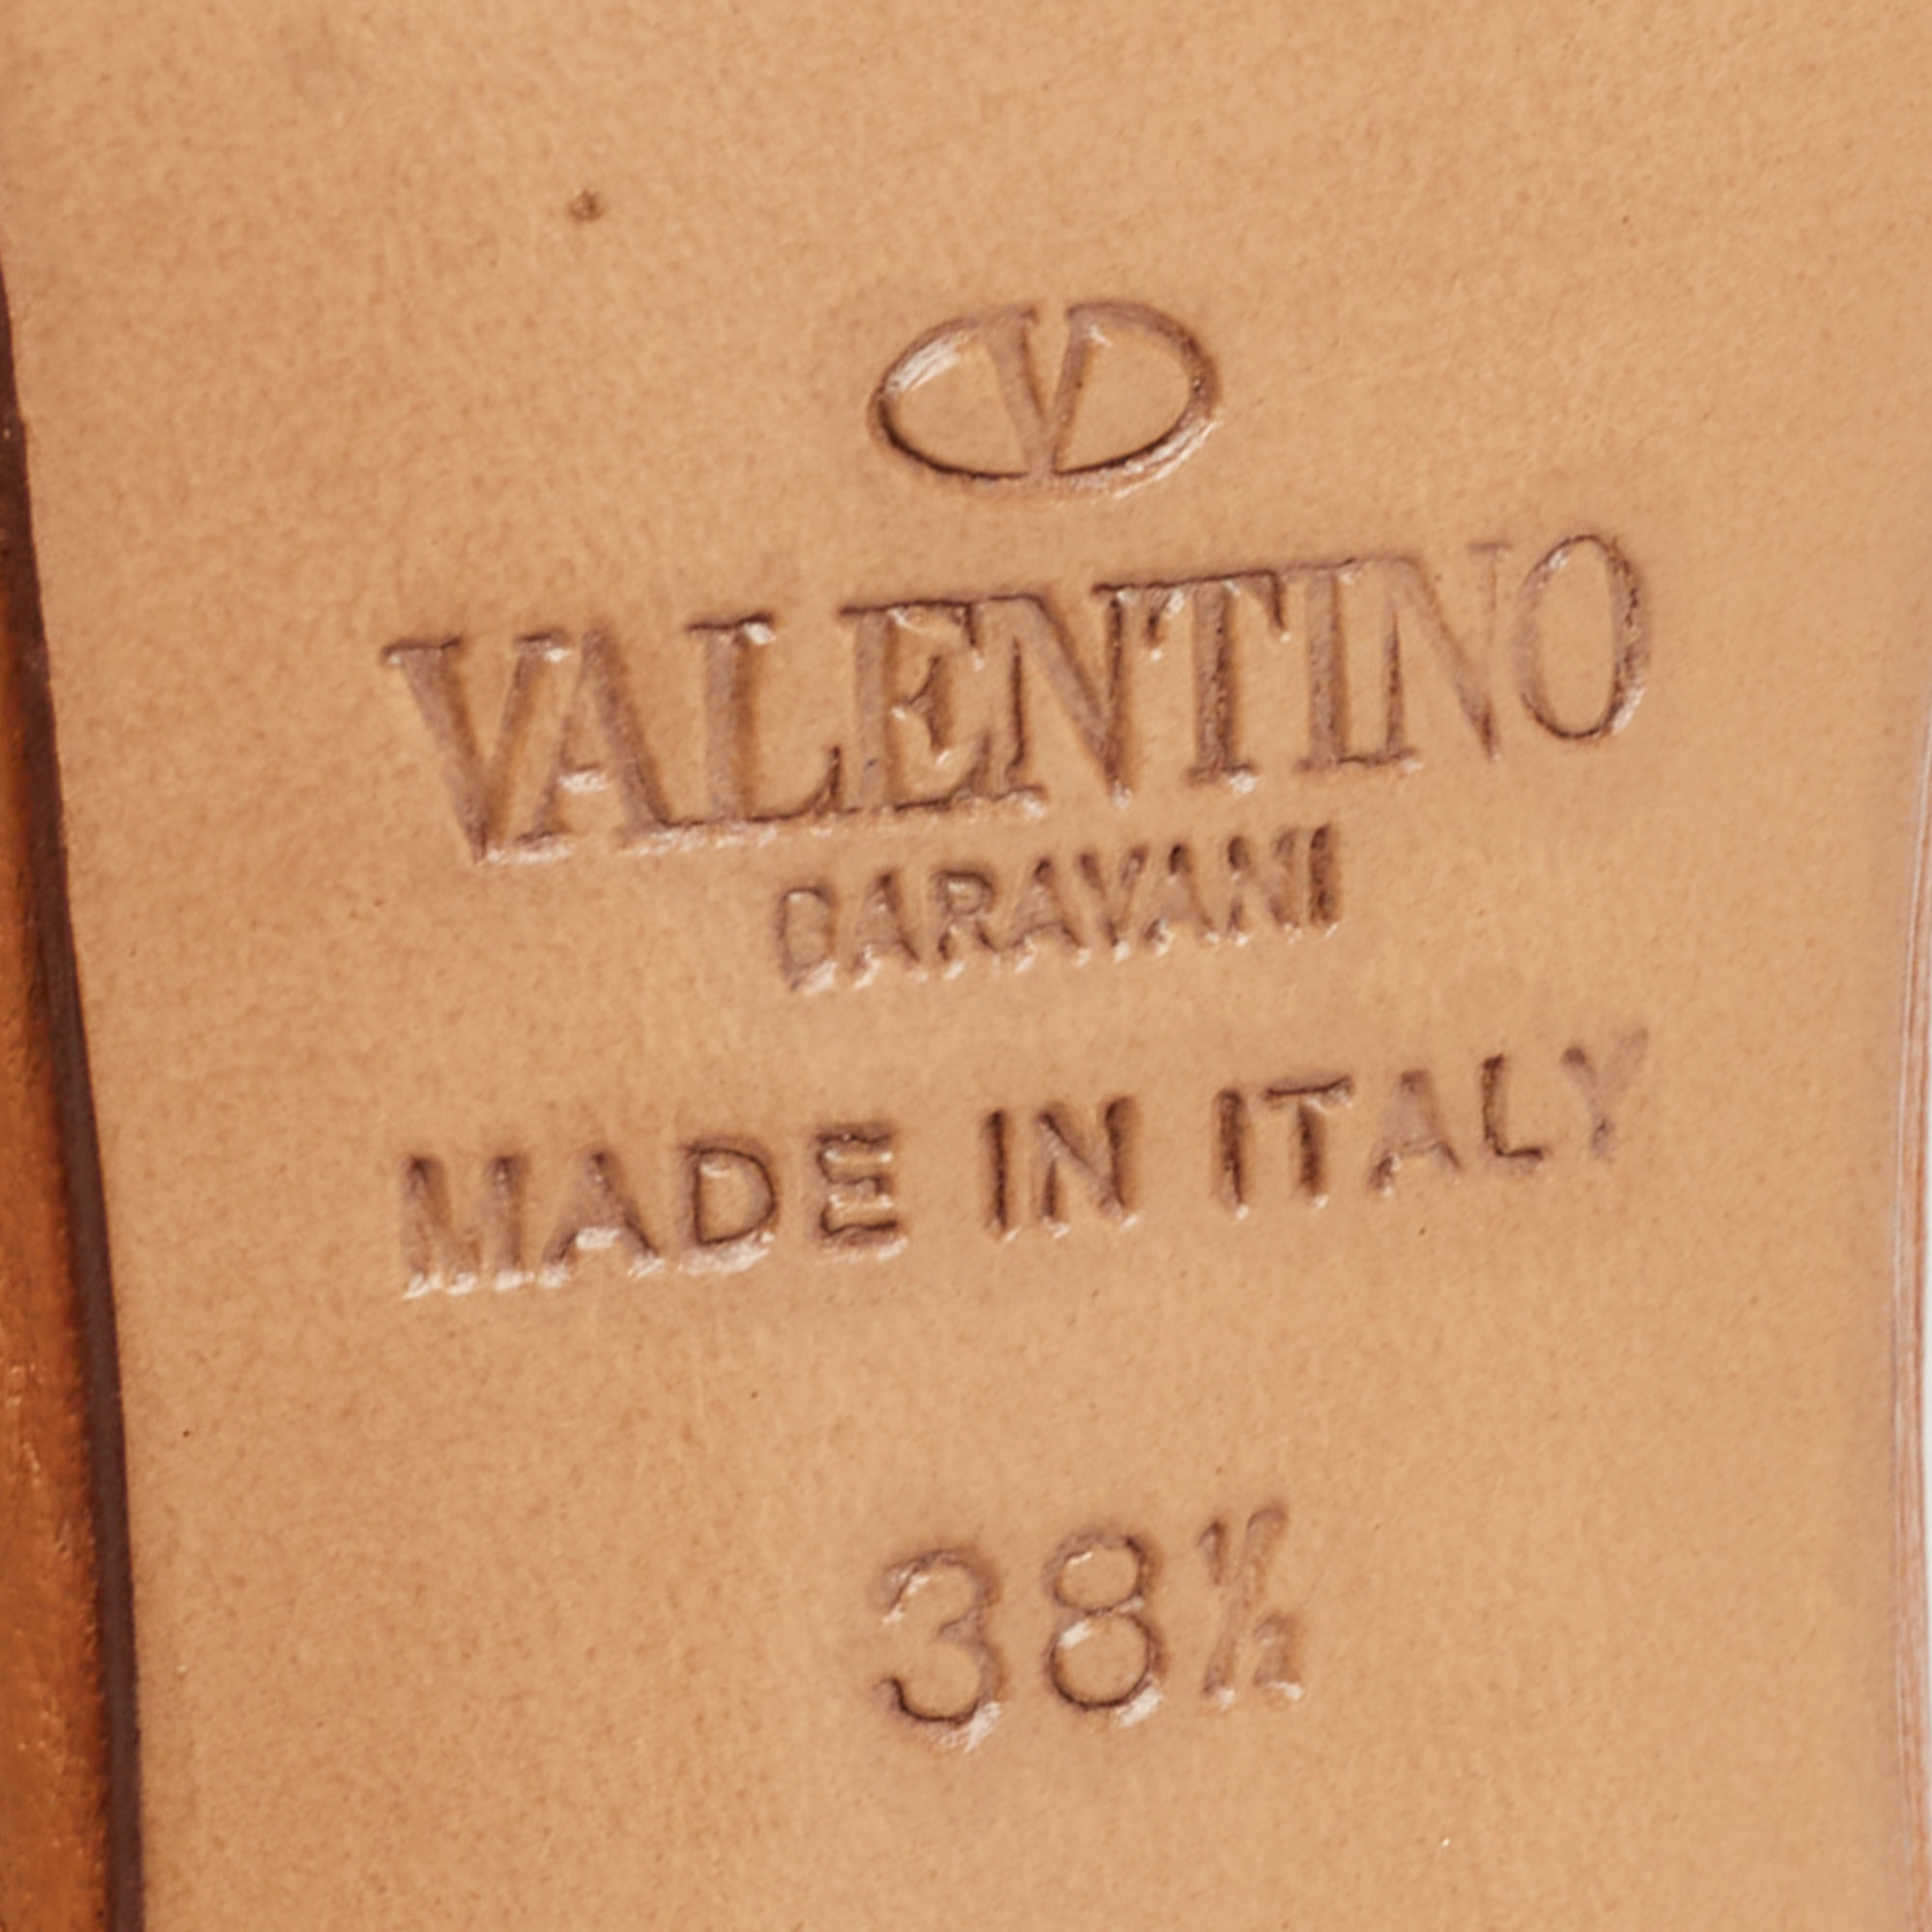 V
VALENTINO
GARAVANI
MADE IN ITALY
38½